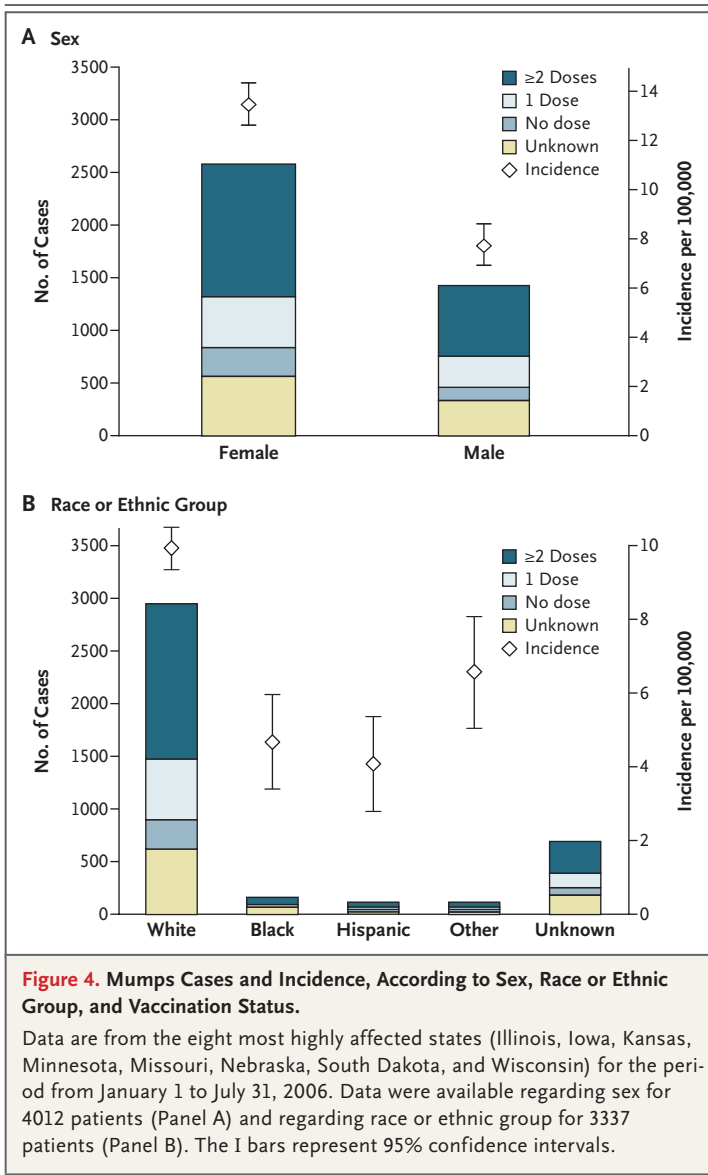 A Sex
3500
3000
2500
2000
1500
1000
500
0
No. of Cases
≥2 Doses
1 Dose
No dose
Unknown
Incidence
14
12
10
8
6
4
2
0
Incidence per 100,000
Female
Male
B Race or Ethnic Group
3500
3000
2500
2000
1500
1000
500
0
No. of Cases
≥2 Doses
1 Dose
No dose
Unknown
Incidence
10
8
6
4
2
0
Incidence per 100,000
White
Black
Hispanic
Other
Unknown
Figure 4. Mumps Cases and Incidence, According to Sex, Race or Ethnic
Group, and Vaccination Status.
Data are from the eight most highly affected states (Illinois, Iowa, Kansas,
Minnesota, Missouri, Nebraska, South Dakota, and Wisconsin) for the peri-
od from January 1 to July 31, 2006. Data were available regarding sex for
4012 patients (Panel A) and regarding race or ethnic group for 3337
patients (Panel B). The I bars represent 95% confidence intervals.